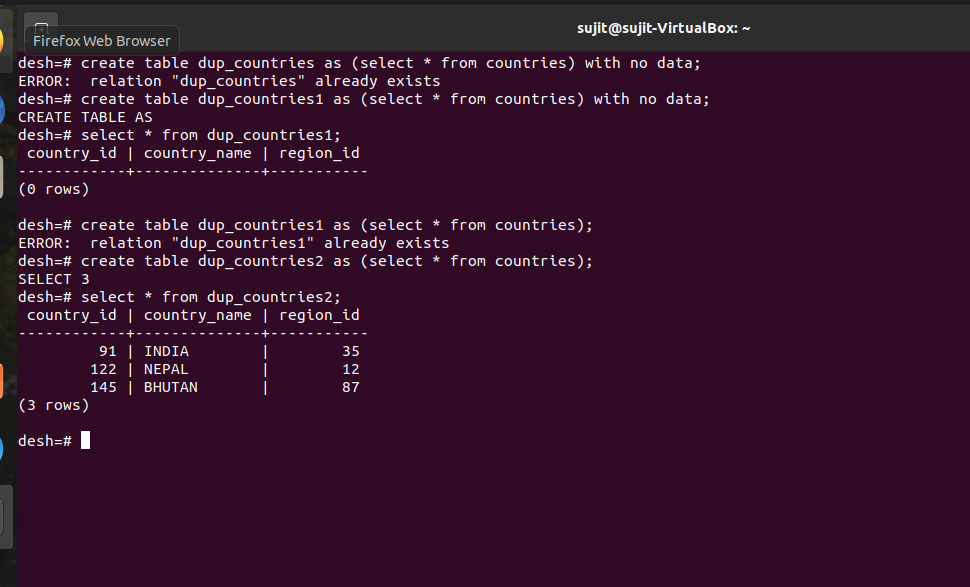 sujit@sujit-VirtualBox: ~
Firefox Web Browser
desh=# create table dup_countries as (select * from countries) with no data;
ERROR:  relation "dup_countries" already exists
desh=# create table dup_countries1 as (select * from countries) with no data;
CREATE TABLE AS
desh=# select * from dup_countries1;
 country_id | country_name | region_id
------------+--------------+-----------
(0 rows)

desh=# create table dup_countries1 as (select * from countries);
ERROR:  relation "dup_countries1" already exists
desh=# create table dup_countries2 as (select * from countries);
SELECT 3
desh=# select * from dup_countries2;
 country_id | country_name | region_id
------------+--------------+-----------
         91 | INDIA        |        35
        122 | NEPAL        |        12
        145 | BHUTAN       |        87
(3 rows)

desh=#